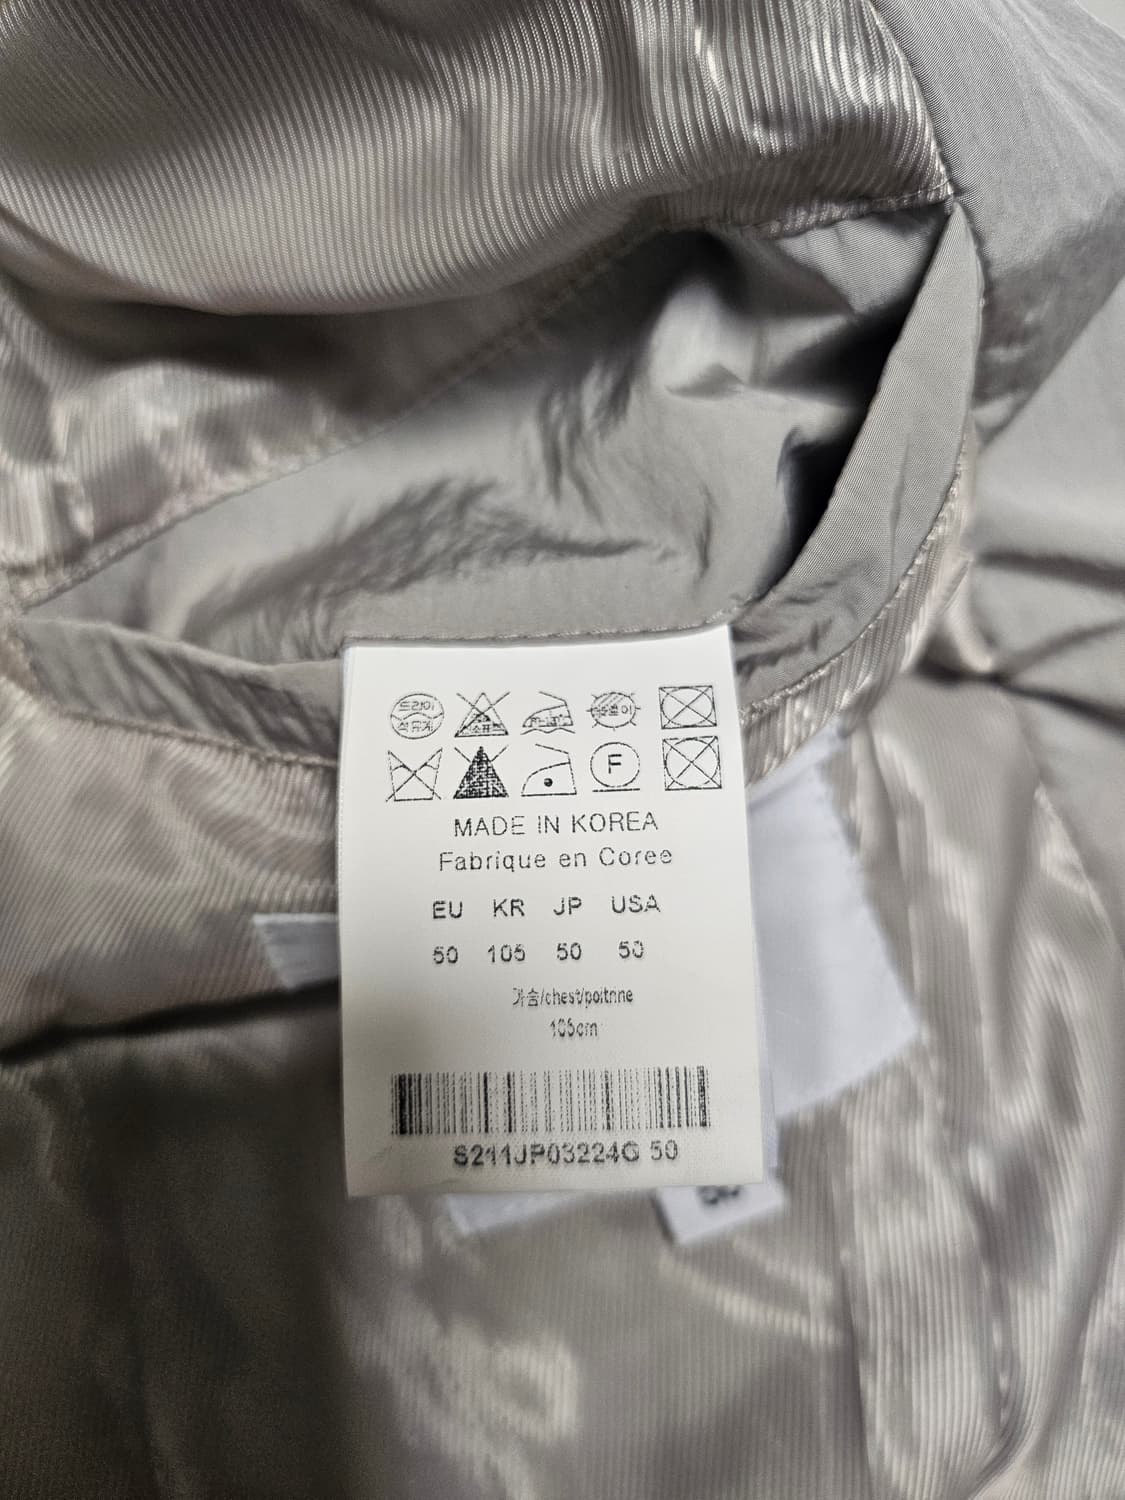 드라이
석유계
F
MADE IN KOREA
Fabrique en Coree
EU KR JP USA
50 105 50 50
가슴/chest/poitrine
105cm
S211JP03224G 50
50